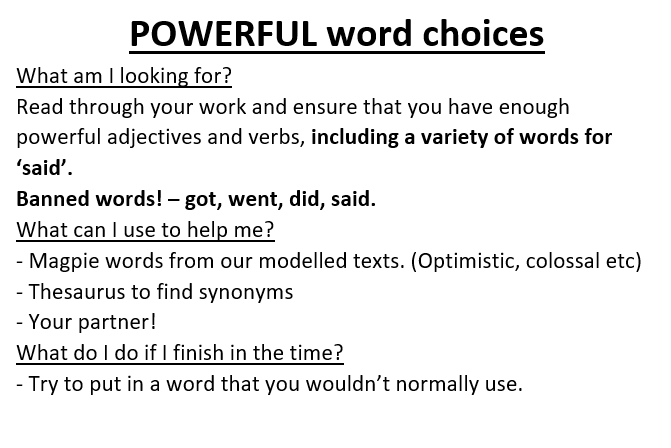 POWERFUL word choices
What am I looking for?
Read through your work and ensure that you have enough
powerful adjectives and verbs, including a variety of words for
‘said’.
Banned words! – got, went, did, said.
What can I use to help me?
- Magpie words from our modelled texts. (Optimistic, colossal etc)
- Thesaurus to find synonyms
- Your partner!
What do I do if I finish in the time?
- Try to put in a word that you wouldn’t normally use.